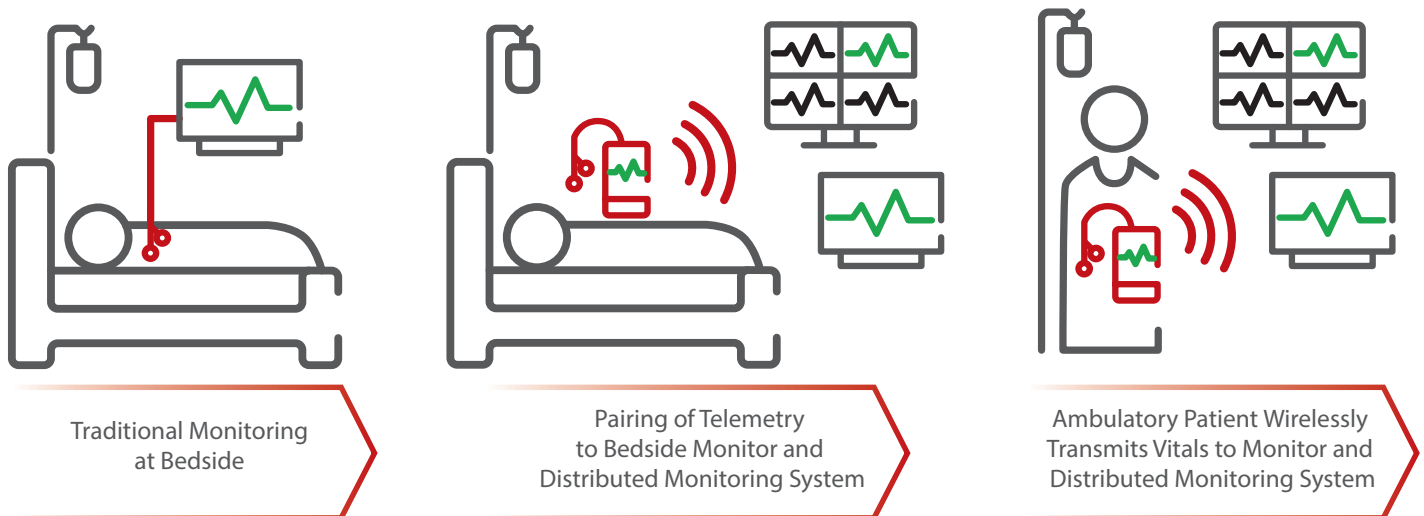 Traditional Monitoring
at Bedside
Pairing of Telemetry
to Bedside Monitor and
Distributed Monitoring System
Ambulatory Patient Wirelessly
Transmits Vitals to Monitor and
Distributed Monitoring System